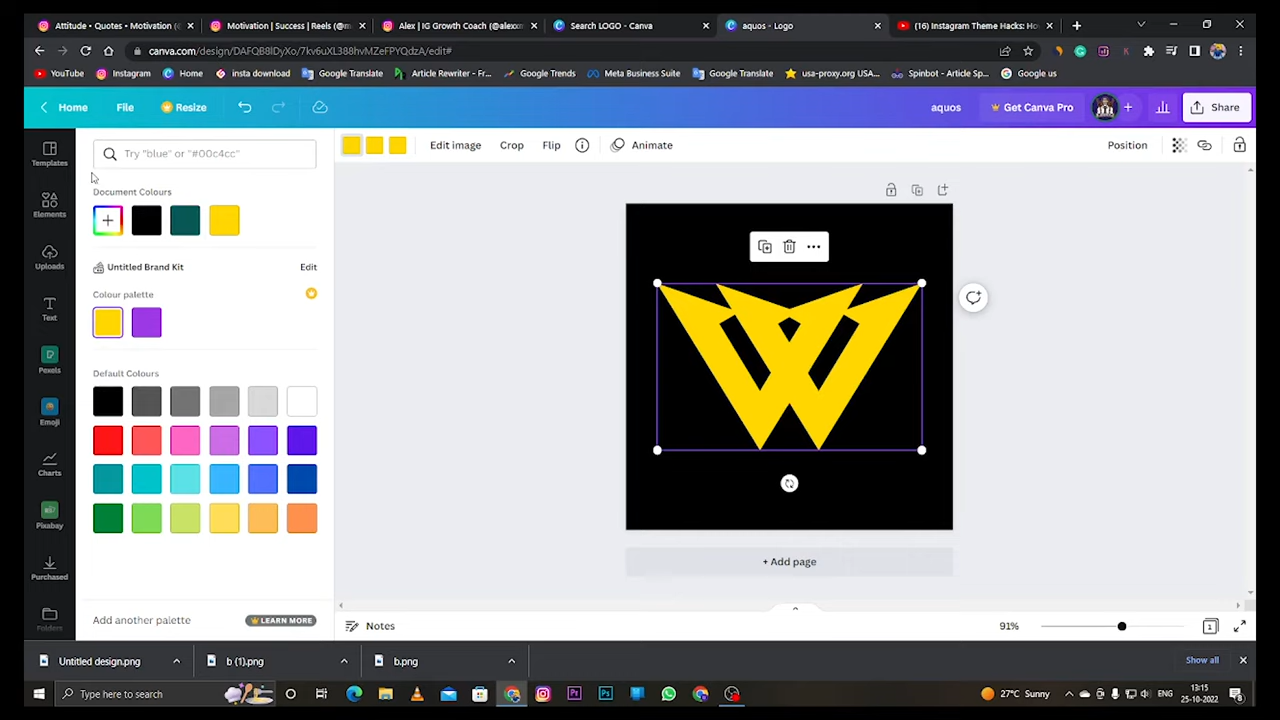 Attitude • Quotes • Motivation (
Motivation | Success | Reels (@m
Alex | IG Growth Coach (@alexxm
Search LOGO - Canva
aquos - Logo
(16) Instagram Theme Hacks: Ho
canva.com/design/DAFQB8lDyXo/7kv6uXL388hvMZeFPYQdzA/edit#
YouTube
Instagram
Home
insta download
Google Translate
Article Rewriter - Fr...
Google Trends
Meta Business Suite
Google Translate
usa-proxy.org USA...
Spinbot - Article Sp...
Google us
Home
File
Resize
aquos
Get Canva Pro
Share
Templates
Elements
Uploads
Text
Pexels
Emoji
Charts
Pixabay
Purchased
Folders
Try "blue" or "#00c4cc"
Document Colours
Untitled Brand Kit
Edit
Colour palette
Default Colours
Add another palette
LEARN MORE
Edit image
Crop
Flip
Animate
Position
+ Add page
Notes
91%
1
Untitled design.png
b (1).png
b.png
Show all
Type here to search
27°C Sunny
ENG
13:15
25-10-2022
8